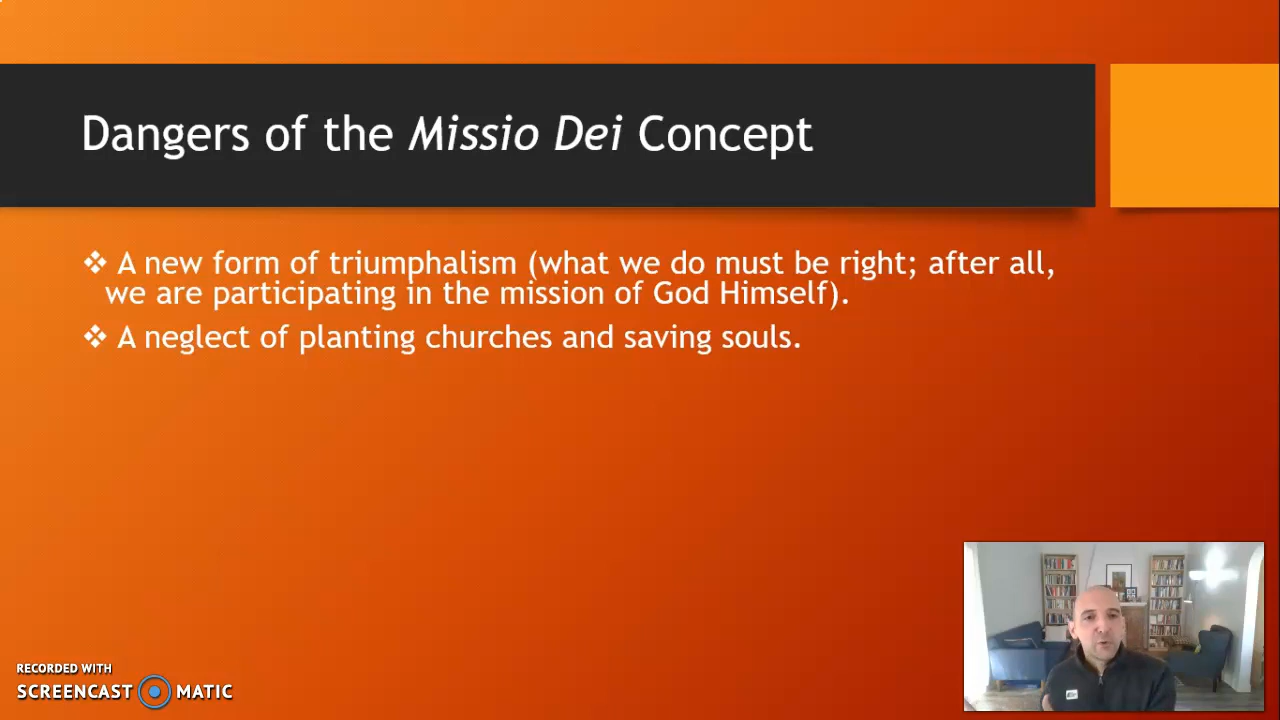 Dangers of the Missio Dei Concept
❖ A new form of triumphalism (what we do must be right; after all,
we are participating in the mission of God Himself).
❖ A neglect of planting churches and saving souls.
RECORDED WITH
SCREENCAST MATIC